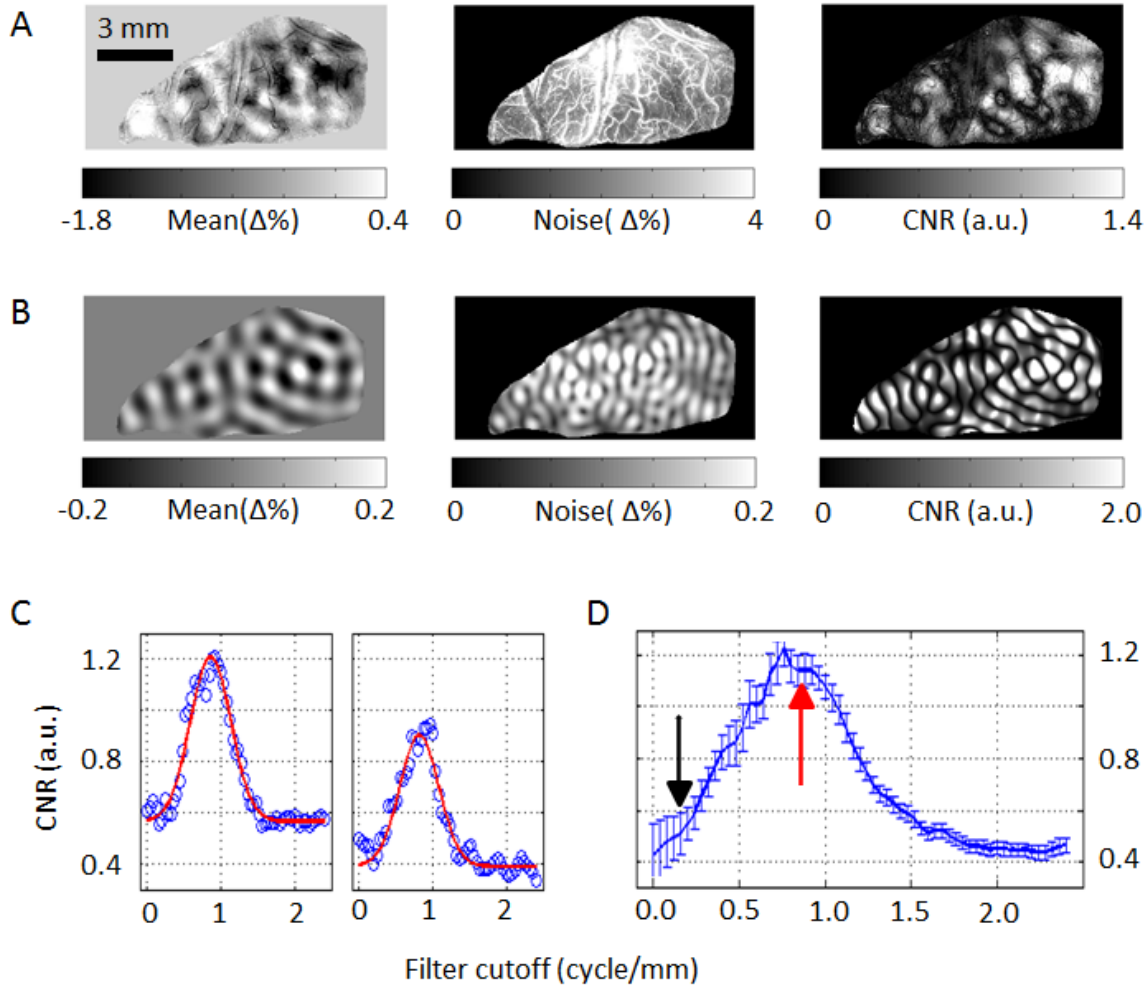 A
3 mm
-1.8 Mean(Δ%) 0.4
0 Noise( Δ%) 4
0 CNR (a.u.) 1.4
B
-0.2 Mean(Δ%) 0.2
0 Noise( Δ%) 0.2
0 CNR (a.u.) 2.0
C
CNR (a.u.)
1.2
0.8
0.4
0 1 2
0 1 2
D
1.2
0.8
0.4
0.0 0.5 1.0 1.5 2.0
Filter cutoff (cycle/mm)